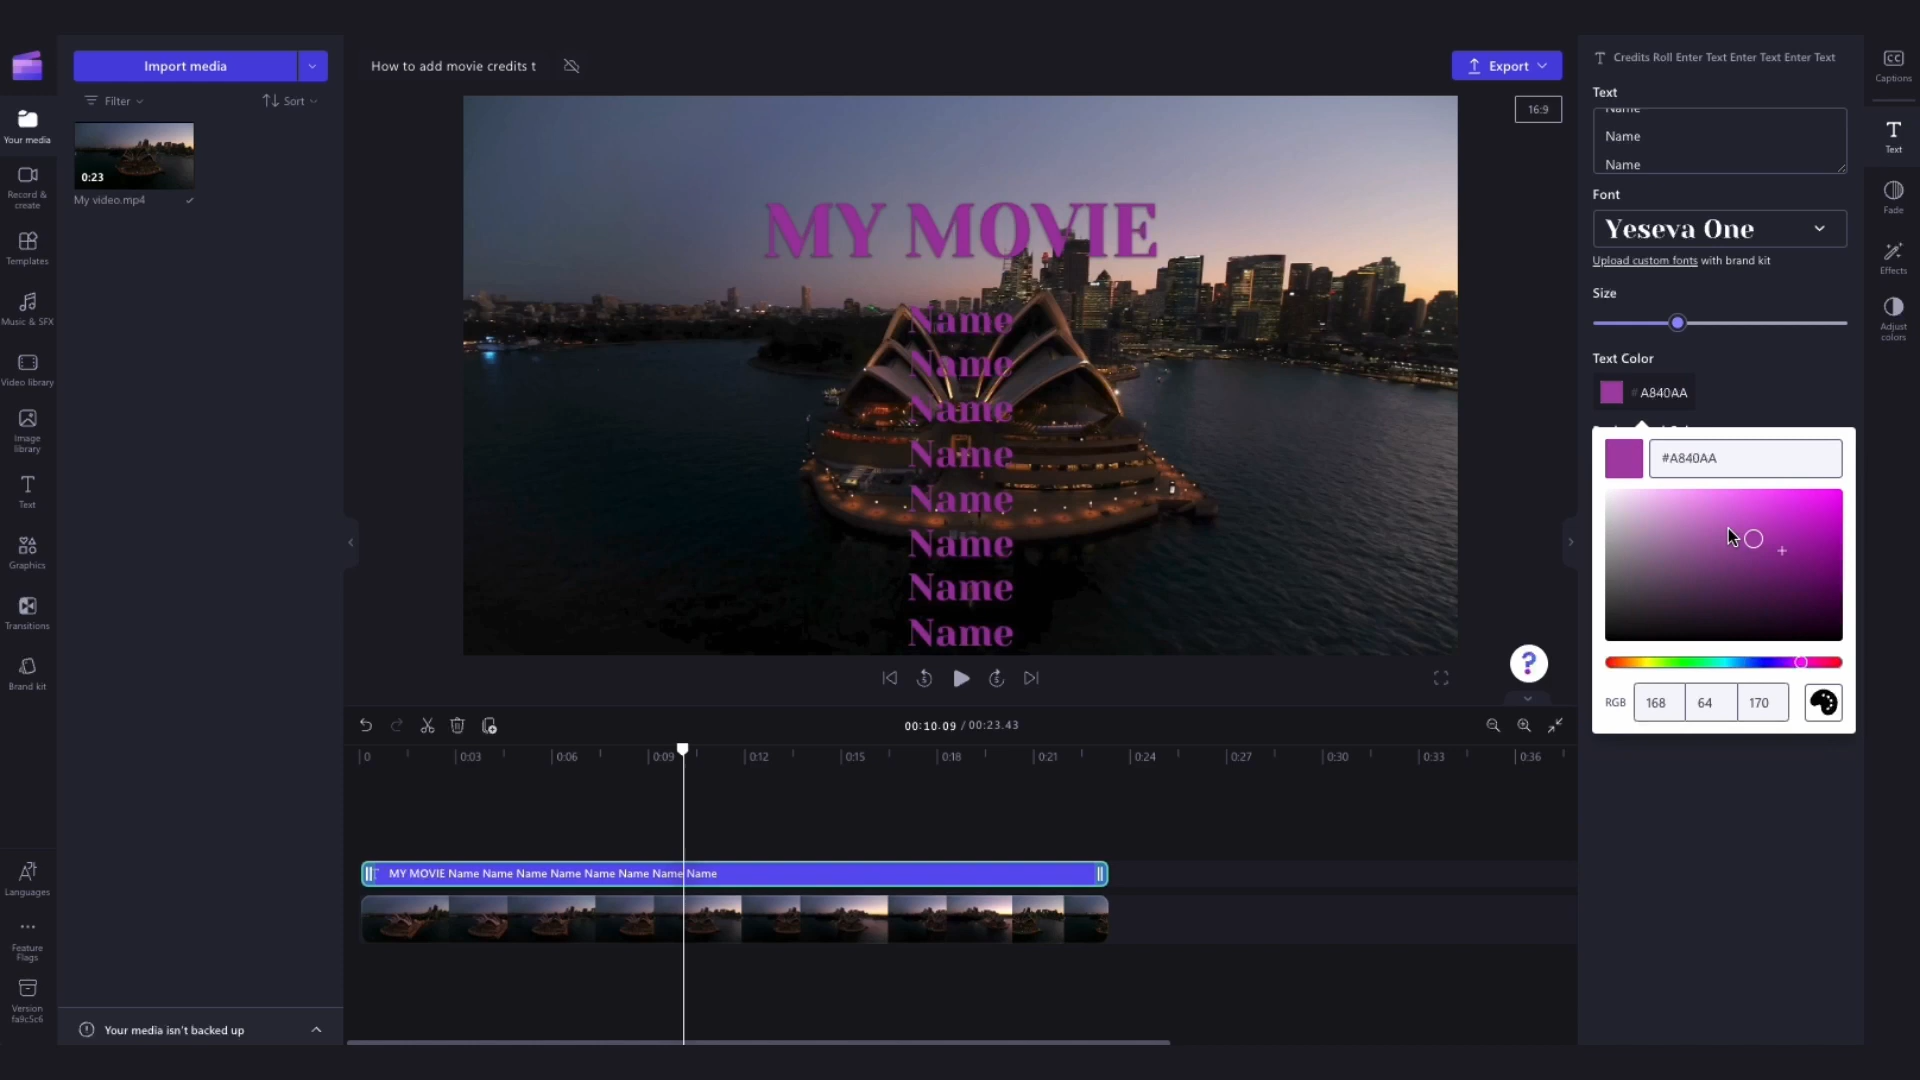 Import media
How to add movie credits t
Export
Credits Roll Enter Text Enter Text Enter Text
Captions
Filter
Sort
Your media
0:23
My video.mp4
Record & create
Templates
Music & SFX
Video library
Image library
Text
Graphics
Transitions
Brand kit
Languages
Feature Flags
Version fa9c5c6
Your media isn't backed up
16:9
MY MOVIE
Name
Name
Name
Name
Name
Name
Name
Name
Text
Name
Name
Name
Font
Yeseva One
Upload custom fonts with brand kit
Size
Text Color
# A840AA
#A840AA
RGB 168 64 170
Text
Fade
Effects
Adjust colors
?
5
5
00:10.09 / 00:23.43
0 0:03 0:06 0:09 0:12 0:15 0:18 0:21 0:24 0:27 0:30 0:33 0:36
MY MOVIE Name Name Name Name Name Name Name Name